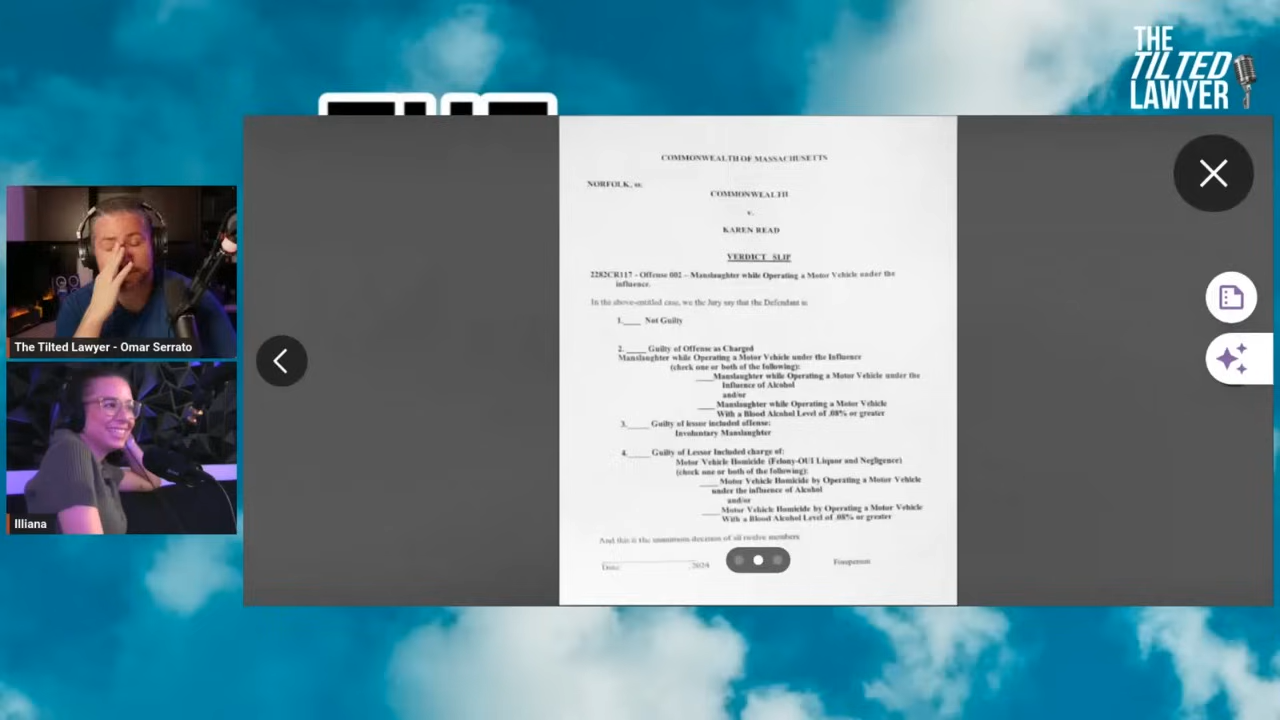 THE
TILTED
LAWYER
COMMONWEALTH OF MASSACHUSETTS
NORFOLK, ss.
COMMONWEALTH
v.
KAREN READ
VERDICT SLIP
2282CR117 - Offense 002 – Manslaughter while Operating a Motor Vehicle under the
influence.
In the above-entitled case, we the Jury say that the Defendant is
1.____ Not Guilty
2. ____ Guilty of Offense as Charged
Manslaughter while Operating a Motor Vehicle under the Influence
(check one or both of the following):
____Manslaughter while Operating a Motor Vehicle under the
Influence of Alcohol
and/or
____ Manslaughter while Operating a Motor Vehicle
With a Blood Alcohol Level of .08% or greater
3.____ Guilty of lesser included offense:
Involuntary Manslaughter
4.____ Guilty of Lesser Included charge of:
Motor Vehicle Homicide (Felony-OUI Liquor and Negligence)
(check one or both of the following):
____ Motor Vehicle Homicide by Operating a Motor Vehicle
under the influence of Alcohol
and/or
____ Motor Vehicle Homicide by Operating a Motor Vehicle
With a Blood Alcohol Level of .08% or greater
And this is the unanimous decision of all twelve members
Date 2024 Foreperson
The Tilted Lawyer - Omar Serrato
Illiana